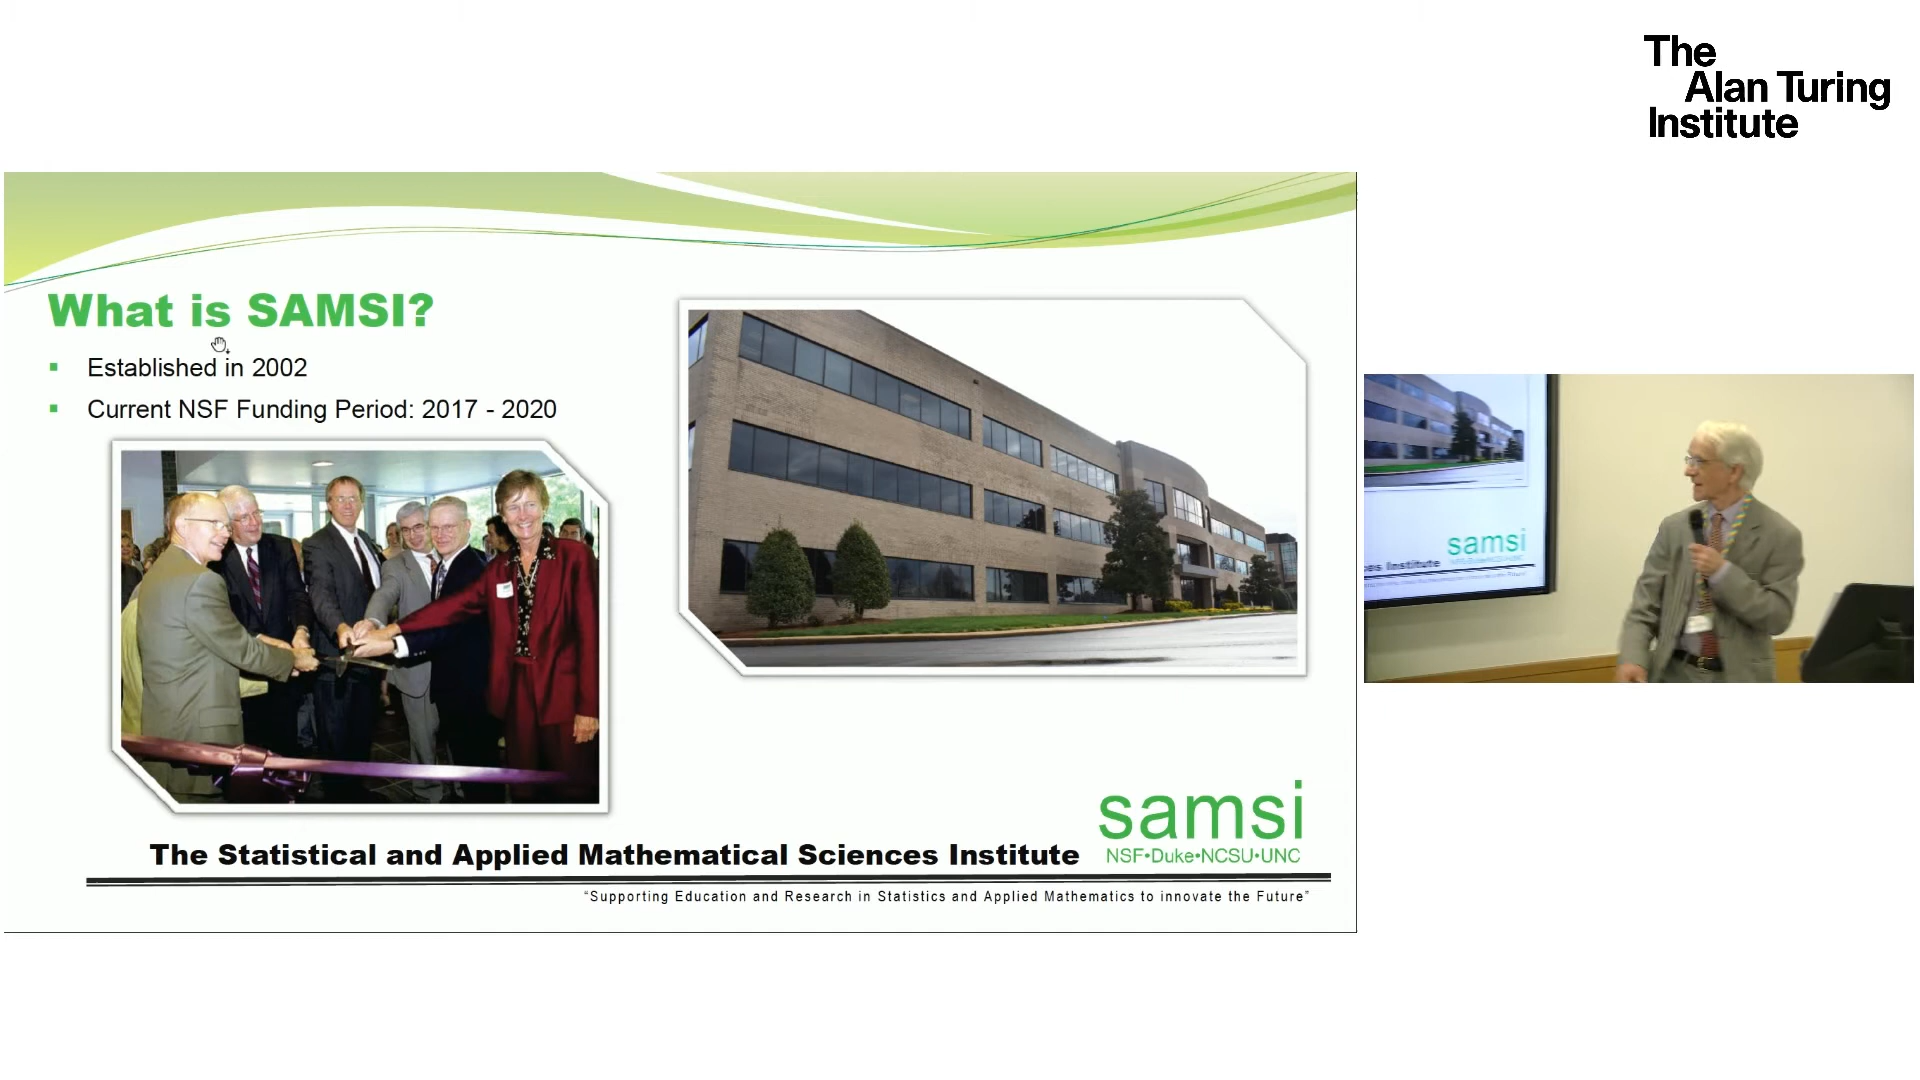 The
Alan Turing
Institute
What is SAMSI?
Established in 2002
Current NSF Funding Period: 2017 - 2020
samsi
NSF•Duke•NCSU•UNC
The Statistical and Applied Mathematical Sciences Institute
“Supporting Education and Research in Statistics and Applied Mathematics to innovate the Future”
samsi
Institute